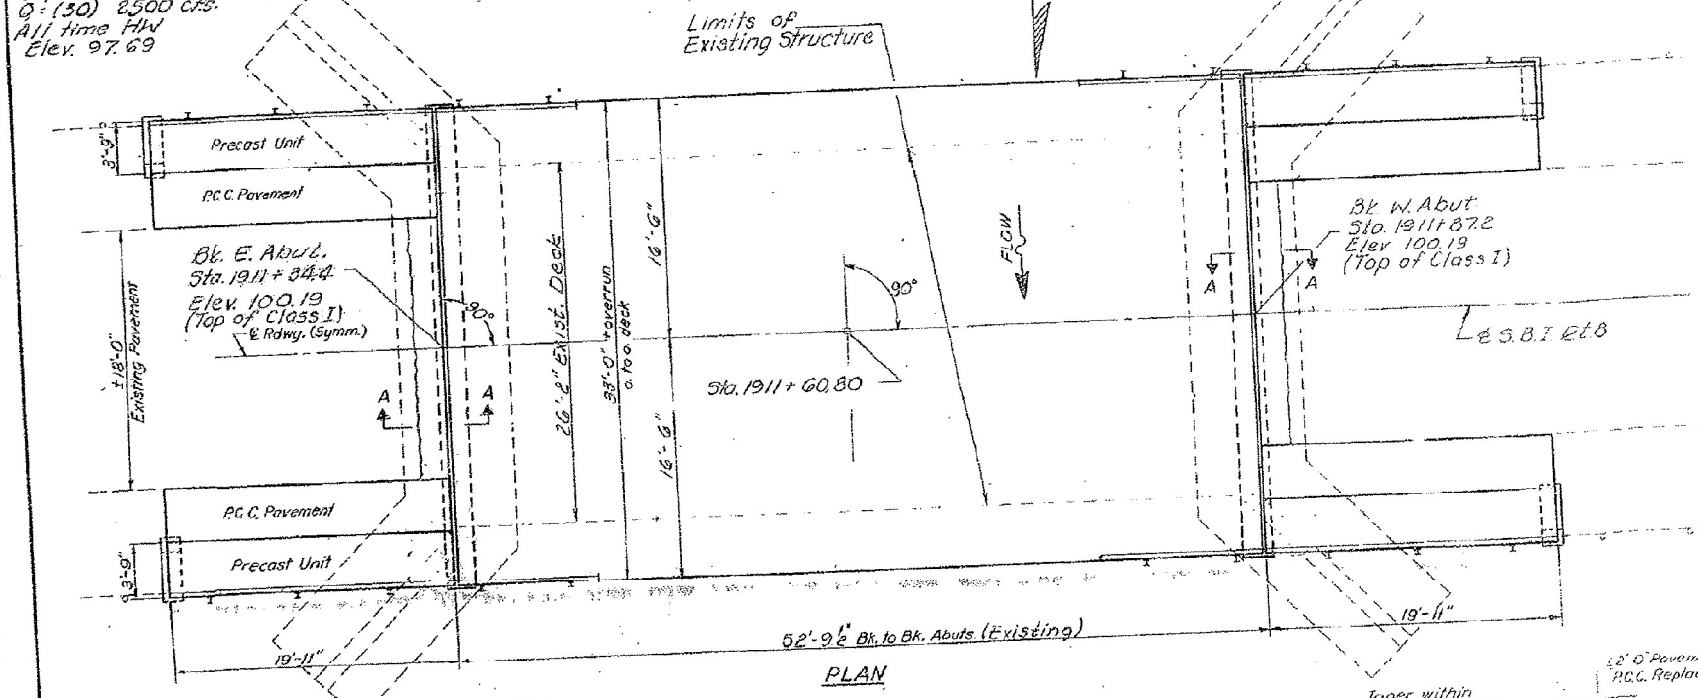 Q=(30) 2500 cfs.
All time HW
Elev. 97.69
Limits of
Existing Structure
3'-9"
Precast Unit
P.C.C. Pavement
Bk. E. Abut.
Sta. 1911+34.4
Elev. 100.19
(Top of Class I)
℄ Rdwy. (Symm.)
±18'-0"
Existing Pavement
90°
A
A
26'-8" Exist. Deck
33'-0" + overrun
o. to o. deck
16'-6"
16'-6"
FLOW
90°
Sta. 1911+60.80
Bk. W. Abut
Sta. 1911+87.2
Elev 100.19
(Top of Class I)
A
A
℄ S.B.I. Rt. 8
P.C.C. Pavement
Precast Unit
3'-9"
19'-11"
52'-9½" Bk. to Bk. Abuts. (Existing)
19'-11"
PLAN
Taper within